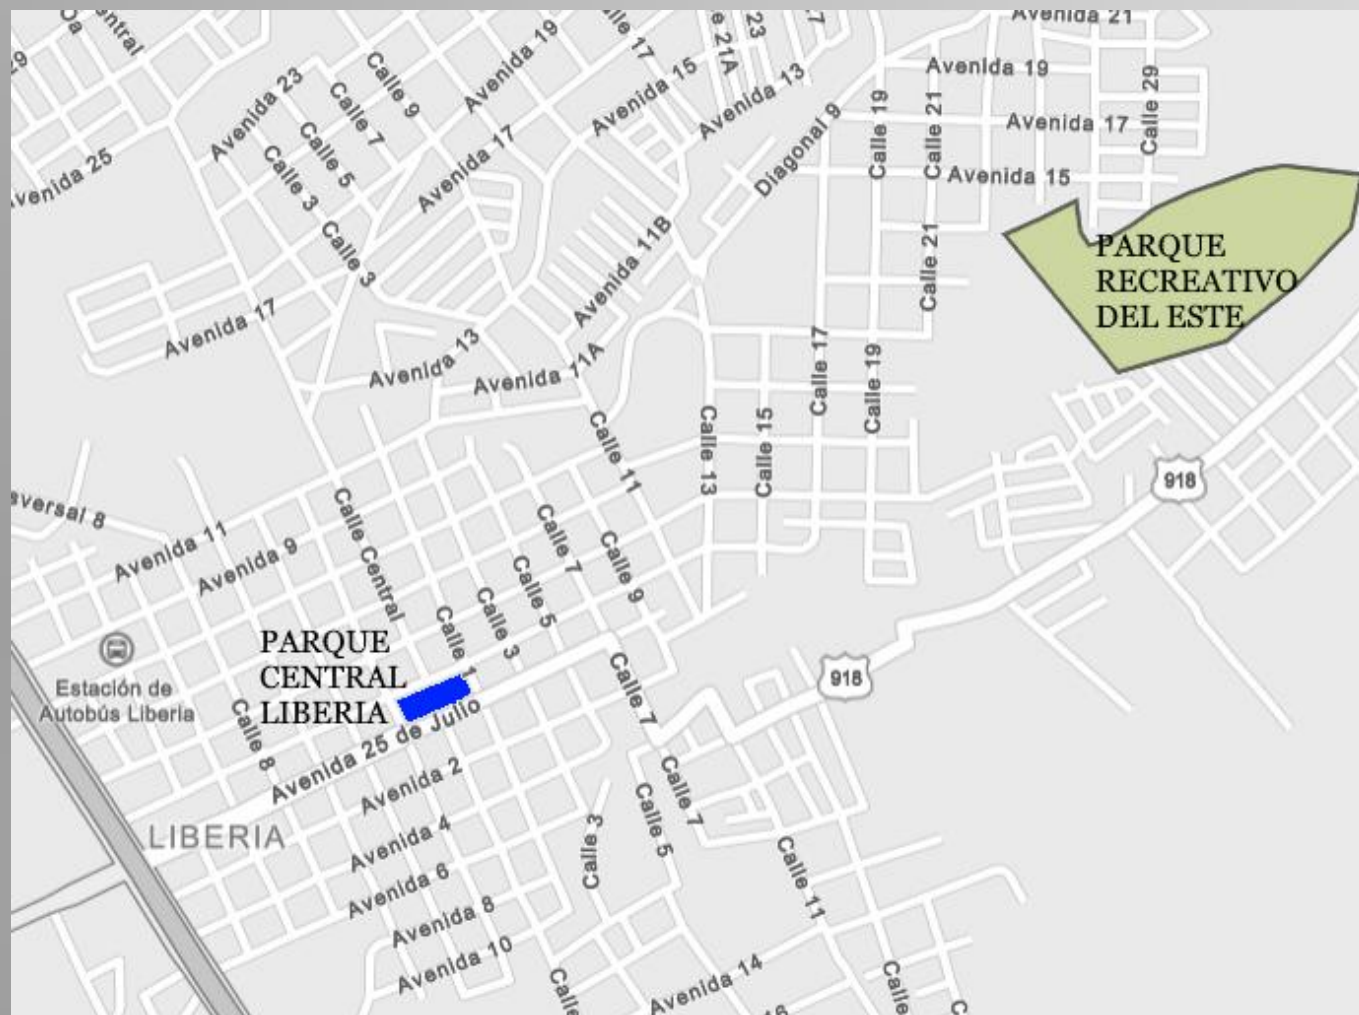 Avenida 21
Avenida 19
Calle 17
21A
23
Avenida 19
Calle 9
Avenida 15
Avenida 13
Avenida 23
Calle 7
Calle 5
Calle 3
Calle 3
Avenida 17
Avenida 25
Diagonal 9
Calle 19
Calle 21
Avenida 17
Calle 29
Avenida 15
Calle 21
PARQUE
RECREATIVO
DEL ESTE
Avenida 11B
Avenida 17
Avenida 13
Avenida 11A
Calle 17
Calle 19
Calle 11
Calle 13
Calle 15
918
Avenida 11
Avenida 9
Calle Central
Calle 7
Calle 9
Calle 5
Calle 3
Calle 1
PARQUE
CENTRAL
LIBERIA
Estación de
Autobús Liberia
Calle 8
Avenida 25 de Julio
Calle 7
918
Avenida 2
Calle 7
Calle 5
Calle 3
LIBERIA
Avenida 4
Avenida 6
Avenida 8
Avenida 10
Calle 11
Avenida 14
Calle
Calle